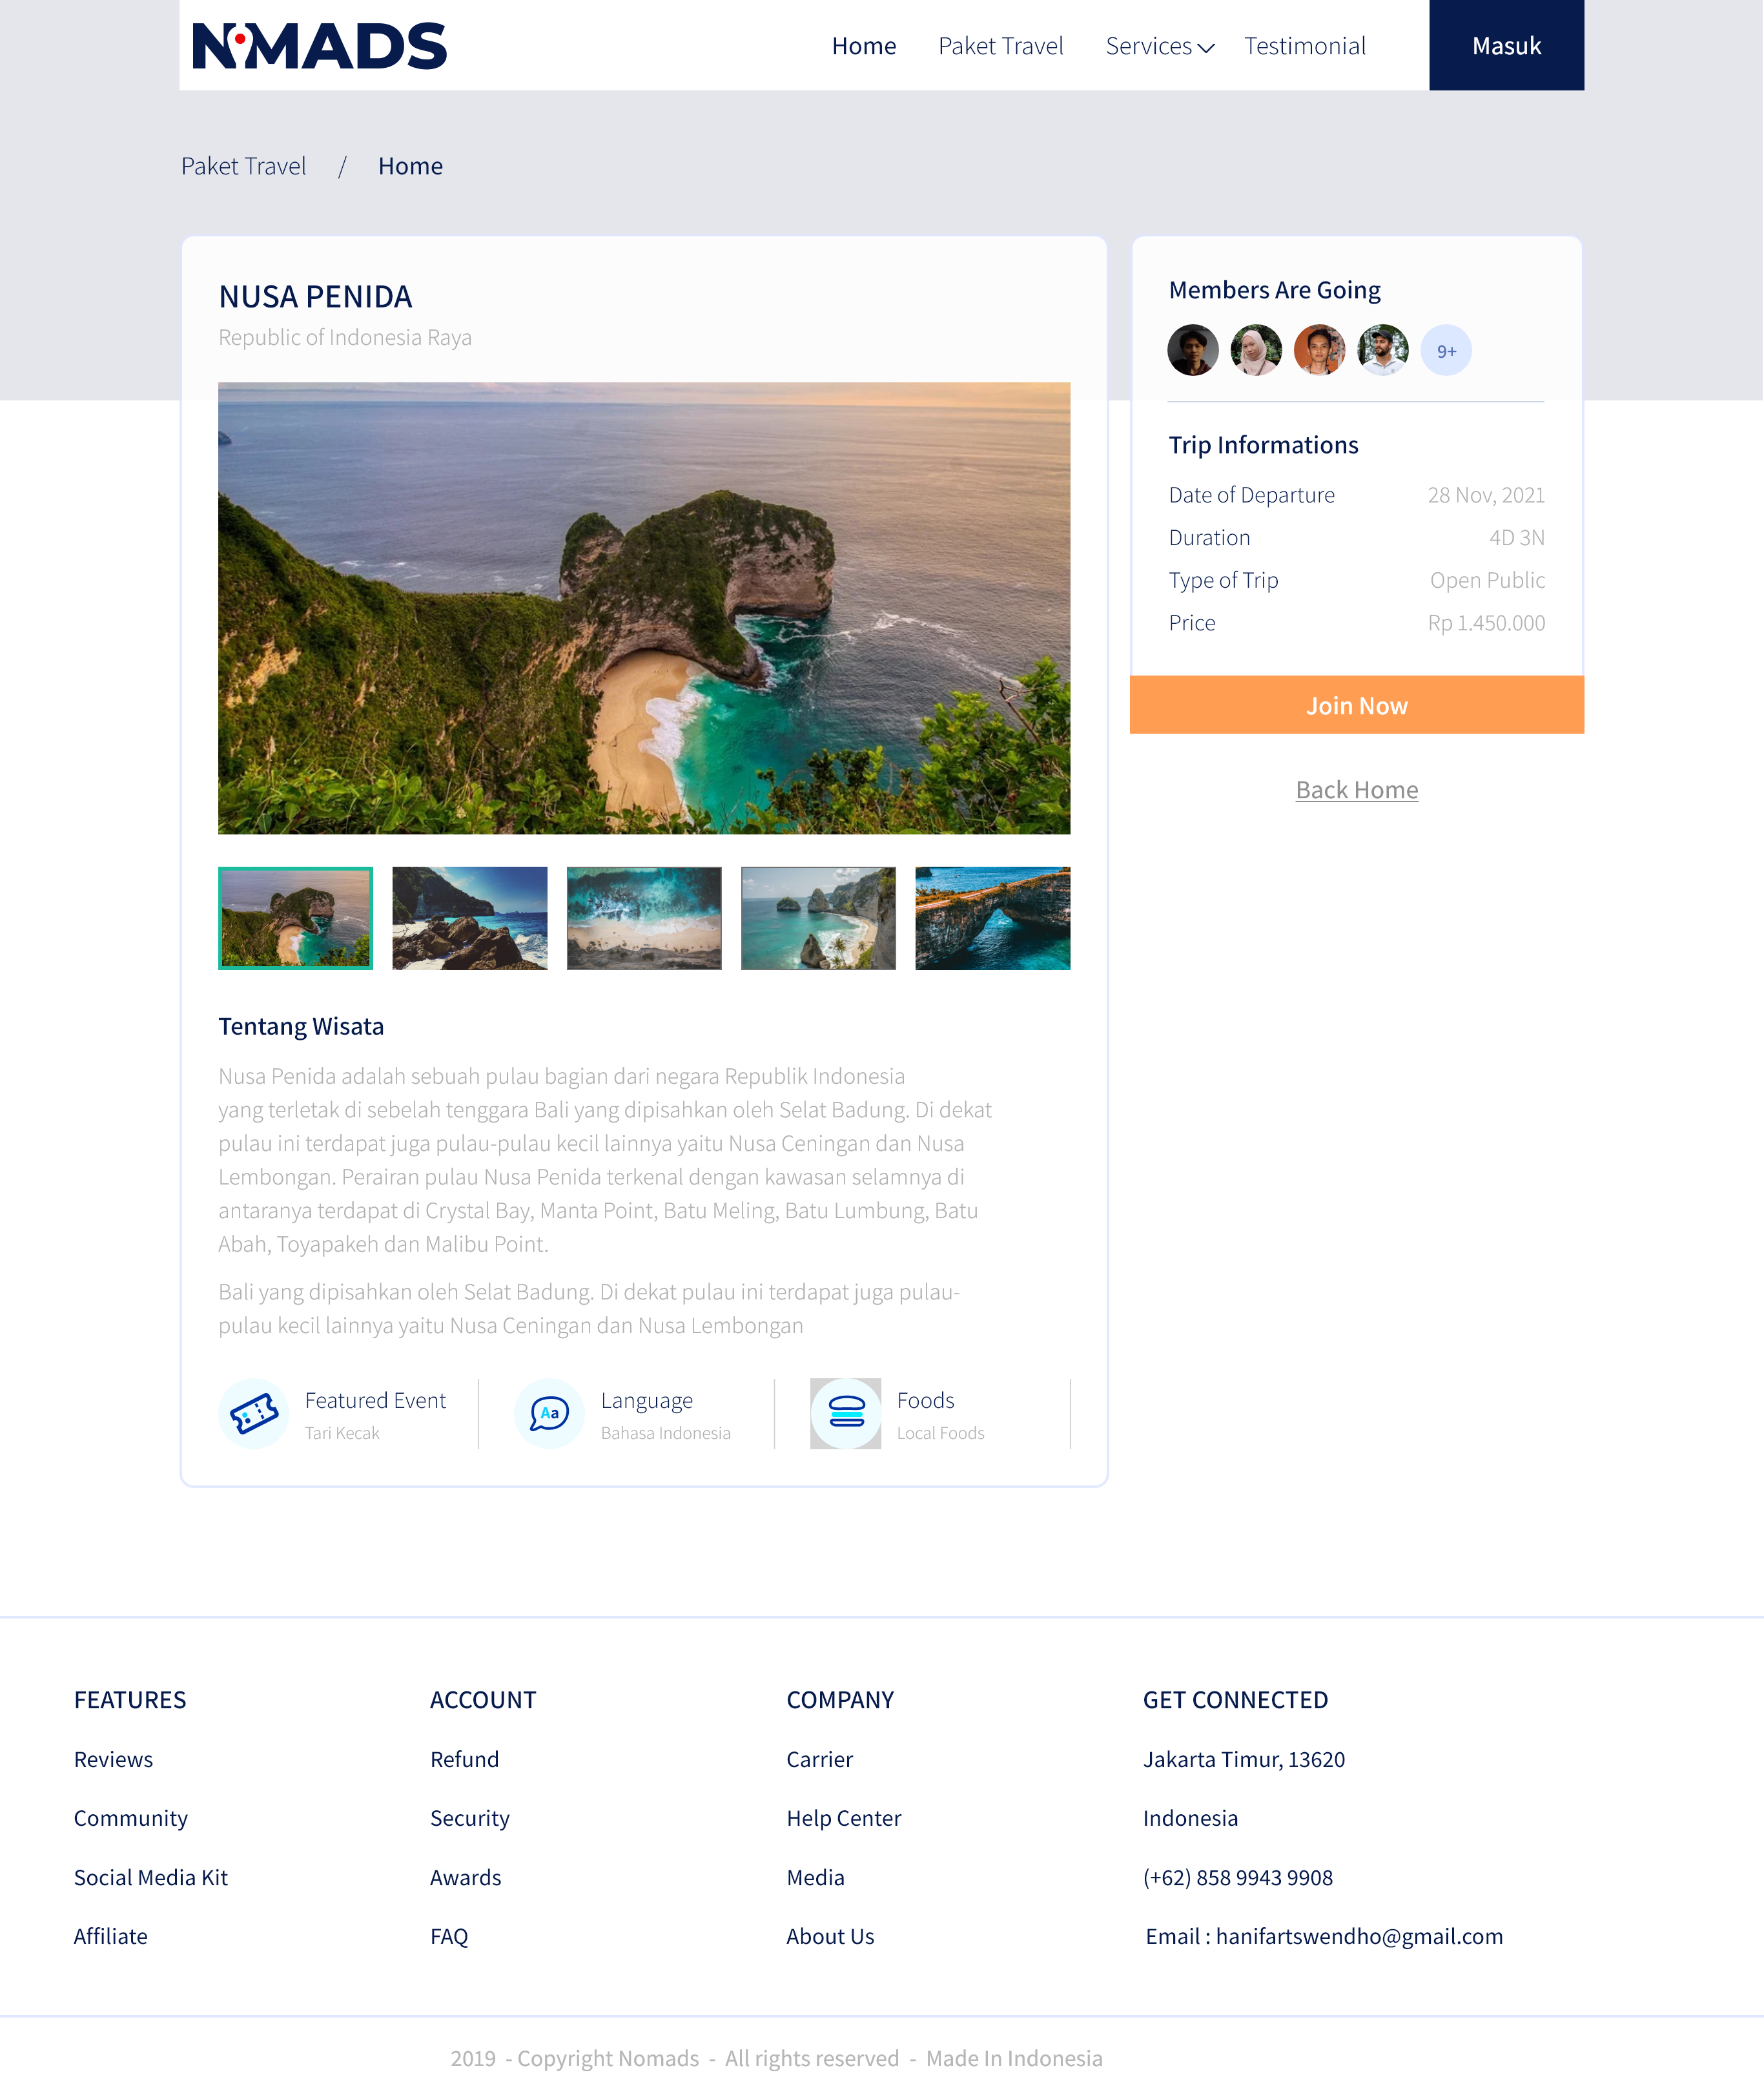 NOMADS
Home
Paket Travel
Services
Testimonial
Masuk
Paket Travel / Home
NUSA PENIDA
Republic of Indonesia Raya
Members Are Going
9+
Trip Informations
Date of Departure 28 Nov, 2021
Duration 4D 3N
Type of Trip Open Public
Price Rp 1.450.000
Join Now
Back Home
Tentang Wisata
Nusa Penida adalah sebuah pulau bagian dari negara Republik Indonesia
yang terletak di sebelah tenggara Bali yang dipisahkan oleh Selat Badung. Di dekat
pulau ini terdapat juga pulau-pulau kecil lainnya yaitu Nusa Ceningan dan Nusa
Lembongan. Perairan pulau Nusa Penida terkenal dengan kawasan selamnya di
antaranya terdapat di Crystal Bay, Manta Point, Batu Meling, Batu Lumbung, Batu
Abah, Toyapakeh dan Malibu Point.
Bali yang dipisahkan oleh Selat Badung. Di dekat pulau ini terdapat juga pulau-
pulau kecil lainnya yaitu Nusa Ceningan dan Nusa Lembongan
Featured Event
Tari Kecak
Aa
Language
Bahasa Indonesia
Foods
Local Foods
FEATURES
Reviews
Community
Social Media Kit
Affiliate
ACCOUNT
Refund
Security
Awards
FAQ
COMPANY
Carrier
Help Center
Media
About Us
GET CONNECTED
Jakarta Timur, 13620
Indonesia
(+62) 858 9943 9908
Email : hanifartswendho@gmail.com
2019 - Copyright Nomads - All rights reserved - Made In Indonesia